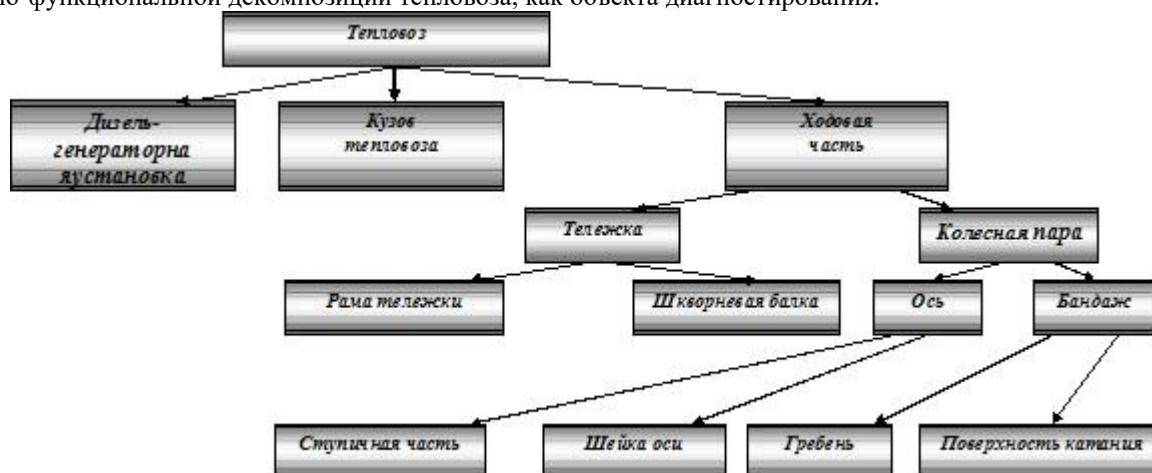 но-функциональной декомпозиции тепловоза, как объекта диагностирования.
Тепловоз
Дизель-
генераторна
яустановка
Кузов
тепловоза
Ходовая
часть
Тележка
Колесная пара
Рама тележки
Шкворневая балка
Ось
Бандаж
Ступичная часть
Шейка оси
Гребень
Поверхность катания